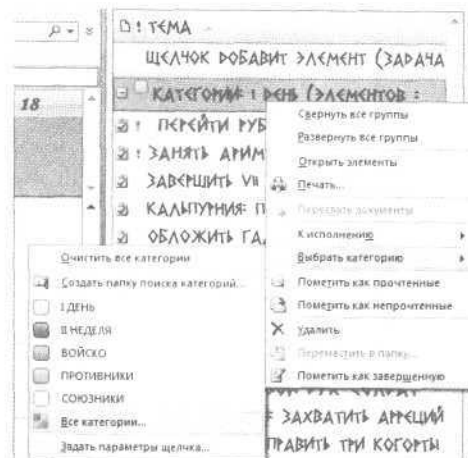 18
! ТЕМА
ЩЕЛЧОК ДОБАВИТ ЭЛЕМЕНТ (ЗАДАЧА
КАТЕГОРИЯ: I ДЕНЬ (ЭЛЕМЕНТОВ :
! ПЕРЕЙТИ РУБ
! ЗАНЯТЬ АРИМ
ЗАВЕРШИТЬ VII
КАЛЬПУРНИЯ: П
ОБЛОЖИТЬ ГА
Свернуть все группы
Развернуть все группы
Открыть элементы
Печать...
Переслать документы
К исполнению
Выбрать категорию
Пометить как прочтенные
Пометить как непрочтенные
Удалить
Переместить в папку...
Пометить как завершенную
Очистить все категории
Создать папку поиска категорий...
I ДЕНЬ
II НЕДЕЛЯ
ВОЙСКО
ПРОТИВНИКИ
СОЮЗНИКИ
Все категории...
Задать параметры щелчка...
ЗАХВАТИТЬ АРРЕЦИЙ
ПРАВИТЬ ТРИ КОГОРТЫ